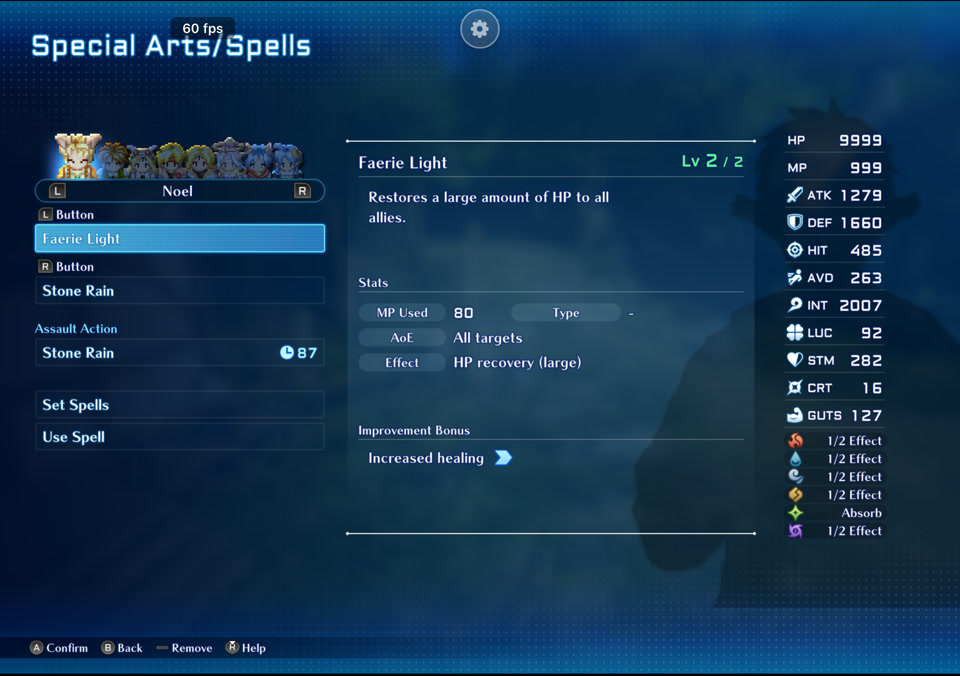 60 fps
Special Arts/Spells
L Noel R
L Button
Faerie Light
R Button
Stone Rain
Assault Action
Stone Rain 87
Set Spells
Use Spell
Faerie Light Lv 2 / 2
Restores a large amount of HP to all
allies.
Stats
MP Used 80 Type -
AoE All targets
Effect HP recovery (large)
Improvement Bonus
Increased healing
HP 9999
MP 999
ATK 1279
DEF 1660
HIT 485
AVD 263
INT 2007
LUC 92
STM 282
CRT 16
GUTS 127
1/2 Effect
1/2 Effect
1/2 Effect
1/2 Effect
Absorb
1/2 Effect
A Confirm B Back Remove R Help